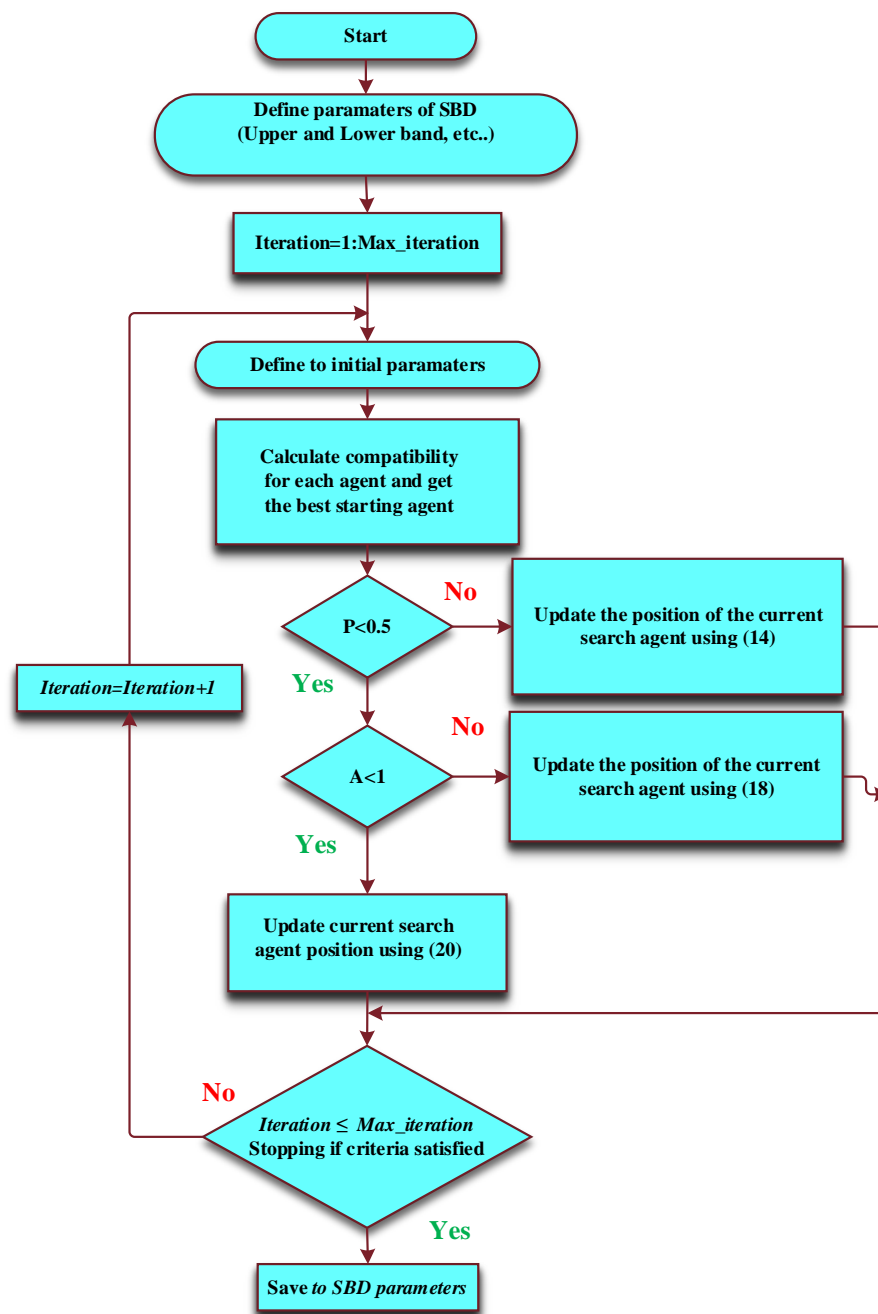 Start
Define paramaters of SBD
(Upper and Lower band, etc..)
Iteration=1:Max_iteration
Define to initial paramaters
Calculate compatibility
for each agent and get
the best starting agent
P<0.5
No
Update the position of the current
search agent using (14)
Yes
Iteration=Iteration+1
A<1
No
Update the position of the current
search agent using (18)
Yes
Update current search
agent position using (20)
No
Iteration ≤ Max_iteration
Stopping if criteria satisfied
Yes
Save to SBD parameters